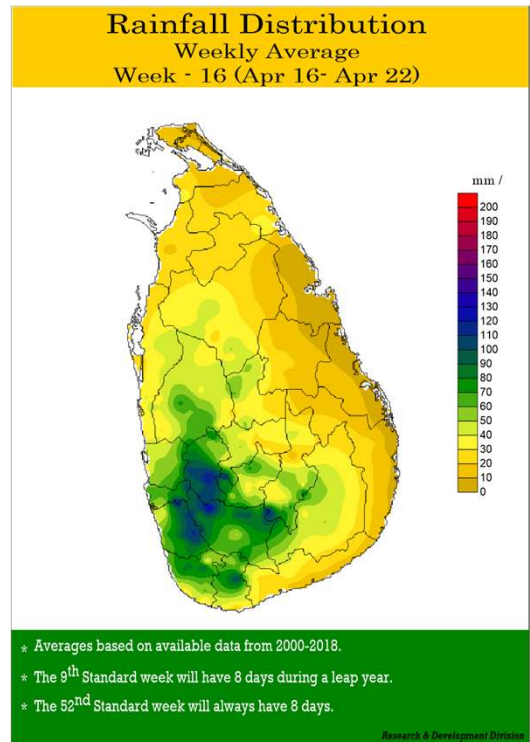 Rainfall Distribution
Weekly Average
Week - 16 (Apr 16- Apr 22)
mm /
200
190
180
170
160
150
140
130
120
110
100
90
80
70
60
50
40
30
20
10
0
* Averages based on available data from 2000-2018.
* The 9th Standard week will have 8 days during a leap year.
* The 52nd Standard week will always have 8 days.
Research & Development Division